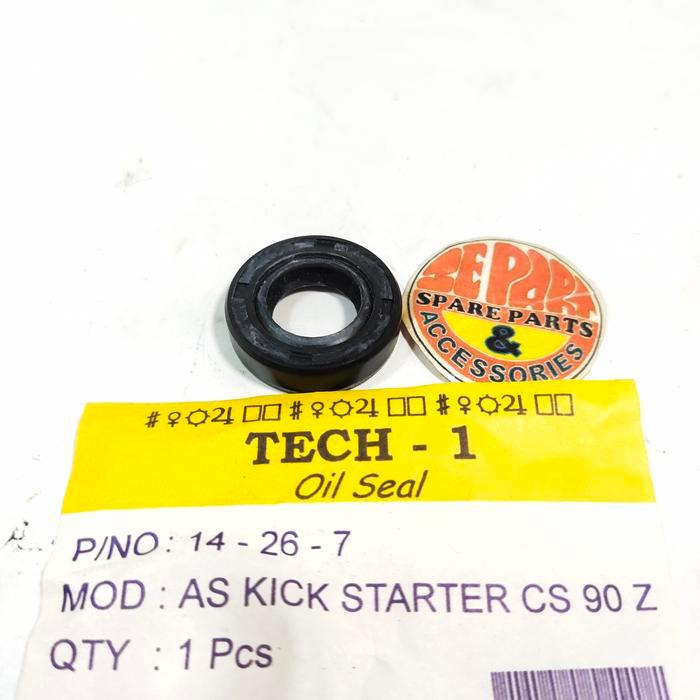 ZEPART
SPARE PARTS
&
ACCESSORIES
#♀☼♃ □□ #♀☼♃ □□ #♀☼♃ □□
TECH - 1
Oil Seal
P/NO : 14 - 26 - 7
MOD : AS KICK STARTER CS 90 Z
QTY : 1 Pcs